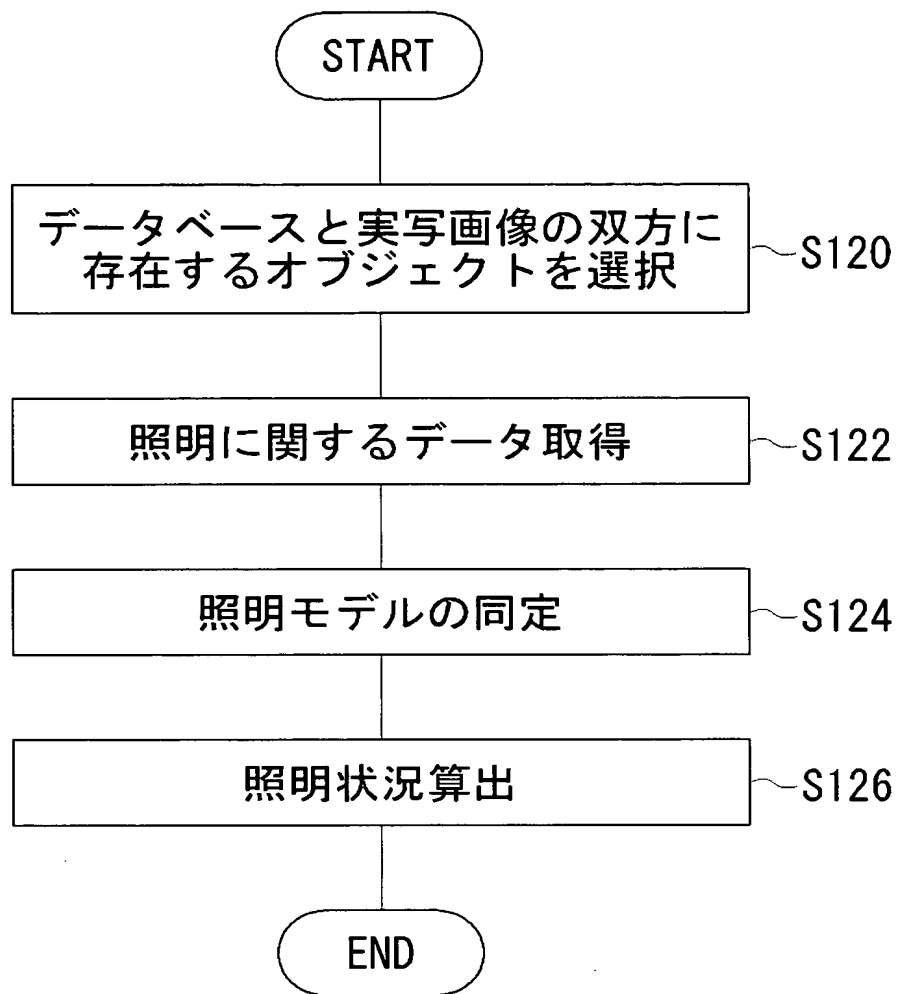 START
データベースと実写画像の双方に
存在するオブジェクトを選択
S120
照明に関するデータ取得
S122
照明モデルの同定
S124
照明状況算出
S126
END